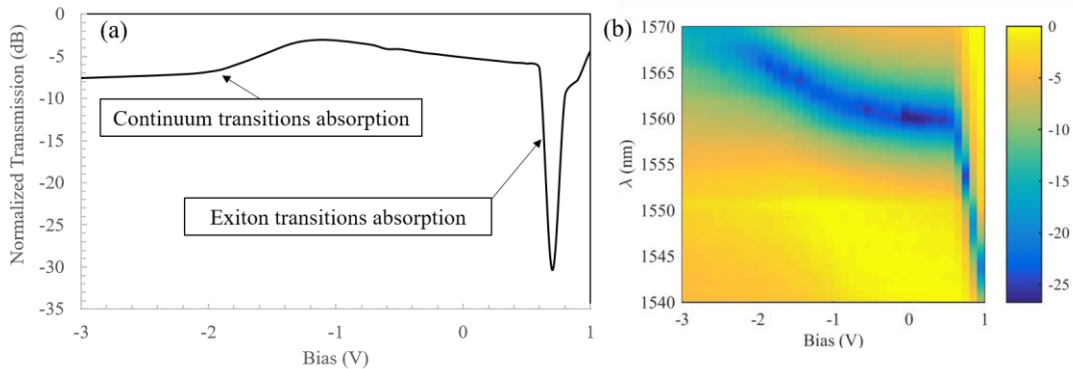 (a)
Normalized Transmission (dB)
0
-5
-10
-15
-20
-25
-30
-35
Continuum transitions absorption
Exiton transitions absorption
-3 -2 -1 0 1
Bias (V)
(b)
λ (nm)
1570
1565
1560
1555
1550
1545
1540
-3 -2 -1 0 1
Bias (V)
0
-5
-10
-15
-20
-25